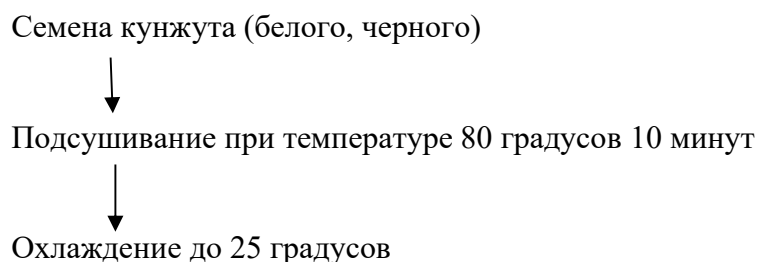 Семена кунжута (белого, черного)
Подсушивание при температуре 80 градусов 10 минут
Охлаждение до 25 градусов